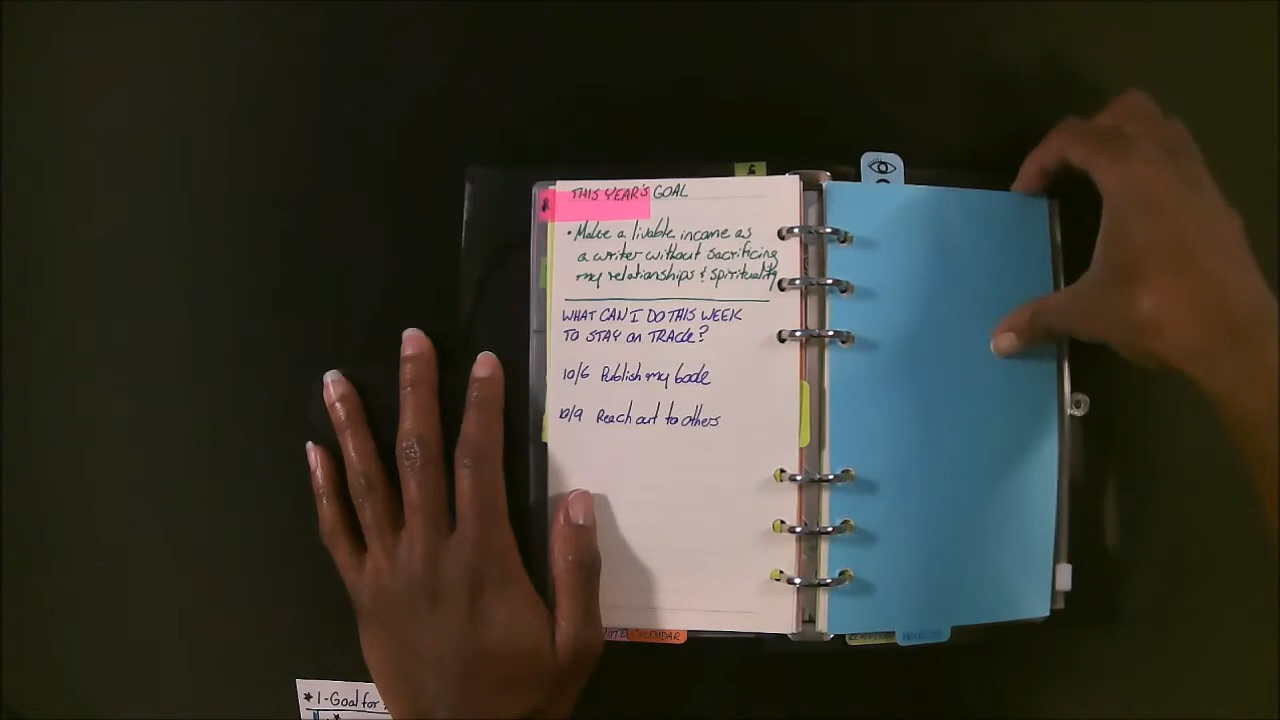 THIS YEAR'S GOAL
• Make a livable income as
a writer without sacrificing
my relationships & spirituality
WHAT CAN I DO THIS WEEK
TO STAY on TRACK?
10/6 Publish my book
10/9 Reach out to others
CALENDAR
* 1-Goal for